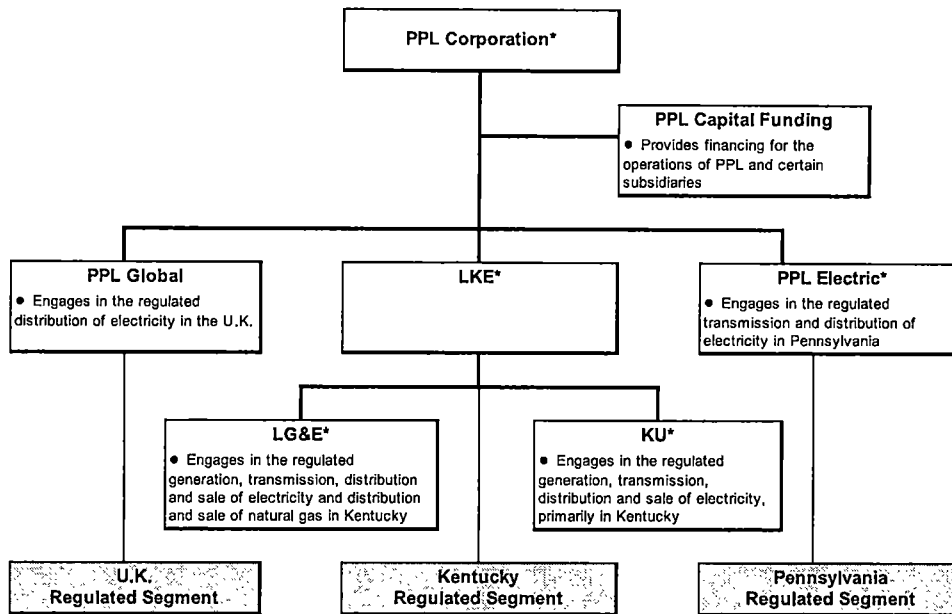 PPL Corporation*
PPL Capital Funding
● Provides financing for the
operations of PPL and certain
subsidiaries
PPL Global
● Engages in the regulated
distribution of electricity in the U.K.
LKE*
PPL Electric*
● Engages in the regulated
transmission and distribution of
electricity in Pennsylvania
LG&E*
● Engages in the regulated
generation, transmission, distribution
and sale of electricity and distribution
and sale of natural gas in Kentucky
KU*
● Engages in the regulated
generation, transmission,
distribution and sale of electricity,
primarily in Kentucky
U.K.
Regulated Segment
Kentucky
Regulated Segment
Pennsylvania
Regulated Segment